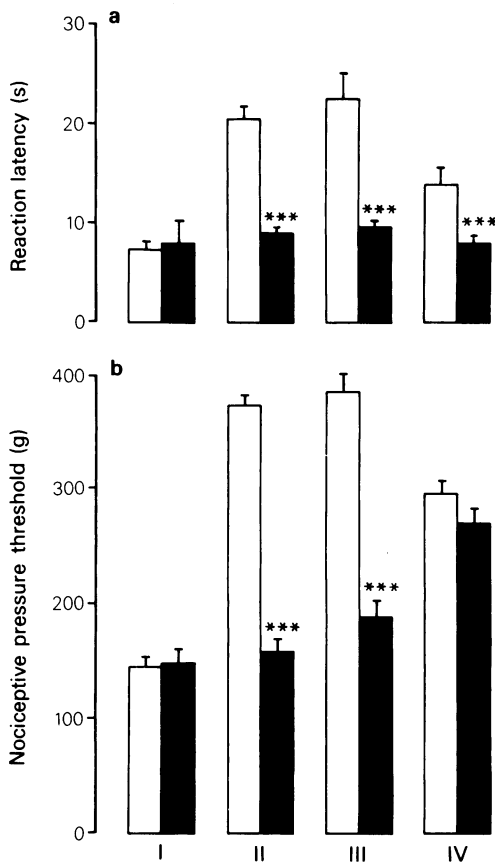 a
Reaction latency (s)
30
20
10
0
***
***
***
b
Nociceptive pressure threshold (g)
400
300
200
100
0
***
***
I
II
III
IV